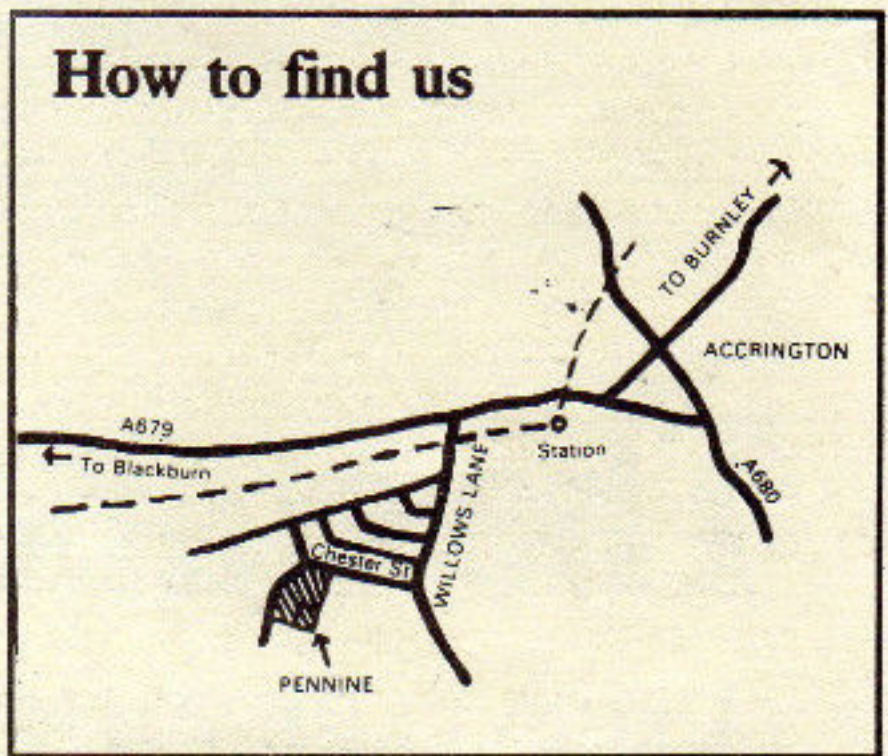 How to find us
TO BURNLEY
ACCRINGTON
A679
To Blackburn
Station
A680
WILLOWS LANE
Chester St
PENNINE